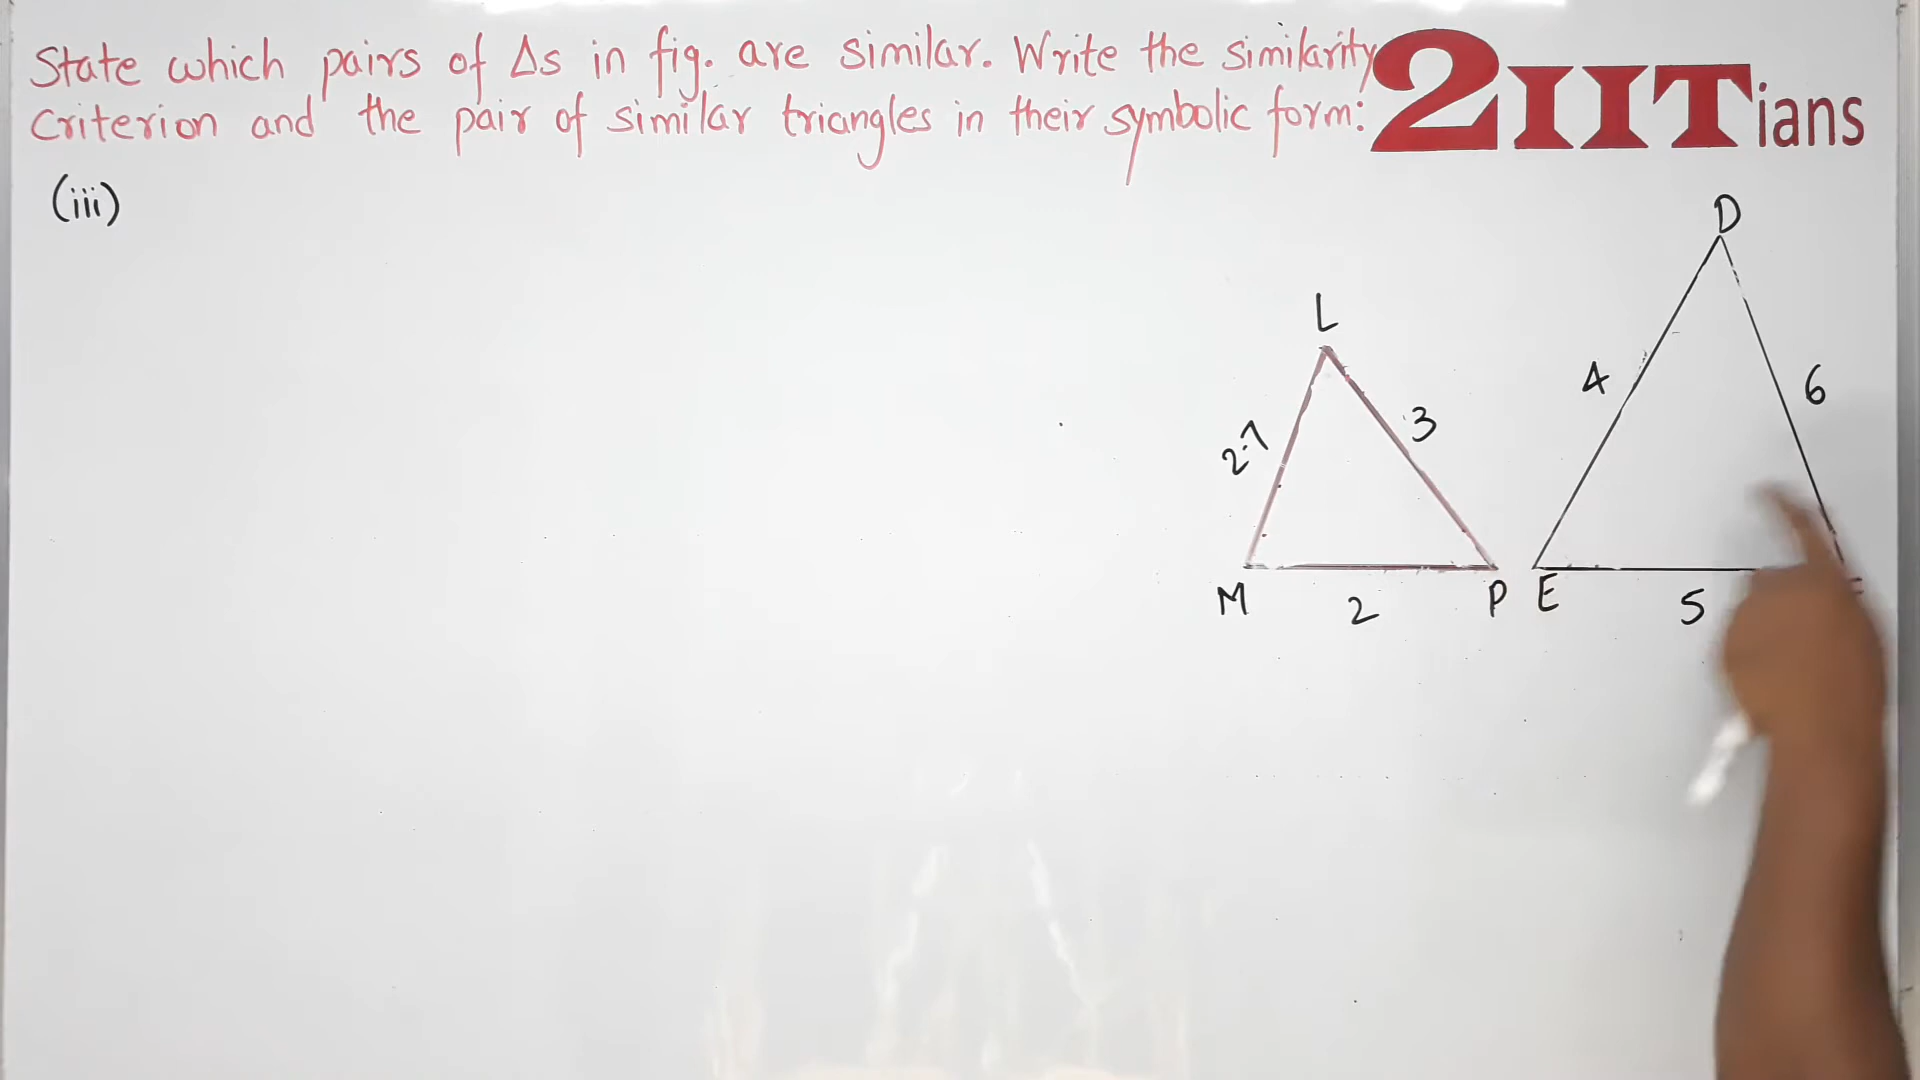 State which pairs of Δs in fig. are similar. Write the similarity
criterion and the pair of similar triangles in their symbolic form:
2IITians
(iii)
D
L
4
6
2.7
3
M
2
P
E
5